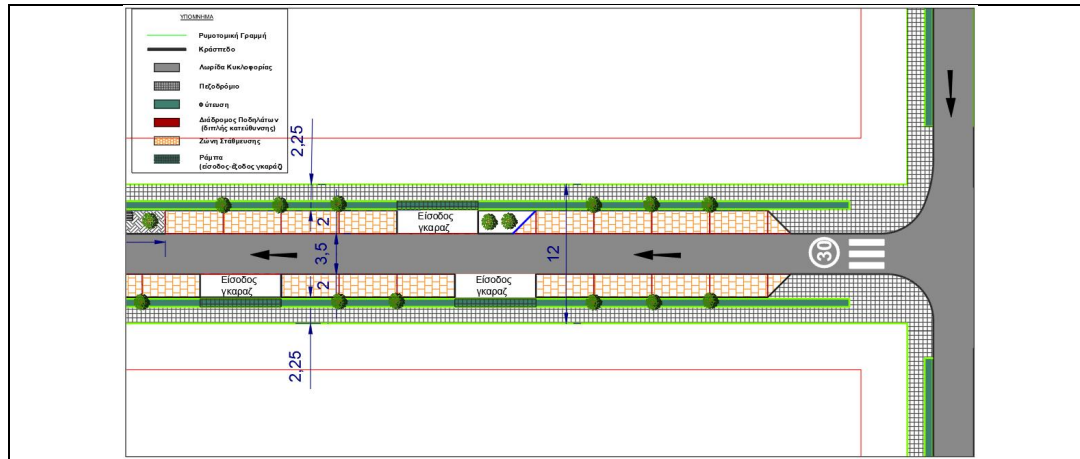 ΥΠΟΜΝΗΜΑ
Ρυμοτομική Γραμμή
Κράσπεδο
Λωρίδα Κυκλοφορίας
Πεζοδρόμιο
Φύτευση
Διάδρομος Ποδηλάτων
(διπλής κατεύθυνσης)
Ζώνη Στάθμευσης
Ράμπα
(είσοδος-έξοδος γκαράζ)
2,25
2
3,5
2
2,25
12
Είσοδος
γκαραζ
Είσοδος
γκαραζ
Είσοδος
γκαραζ
30